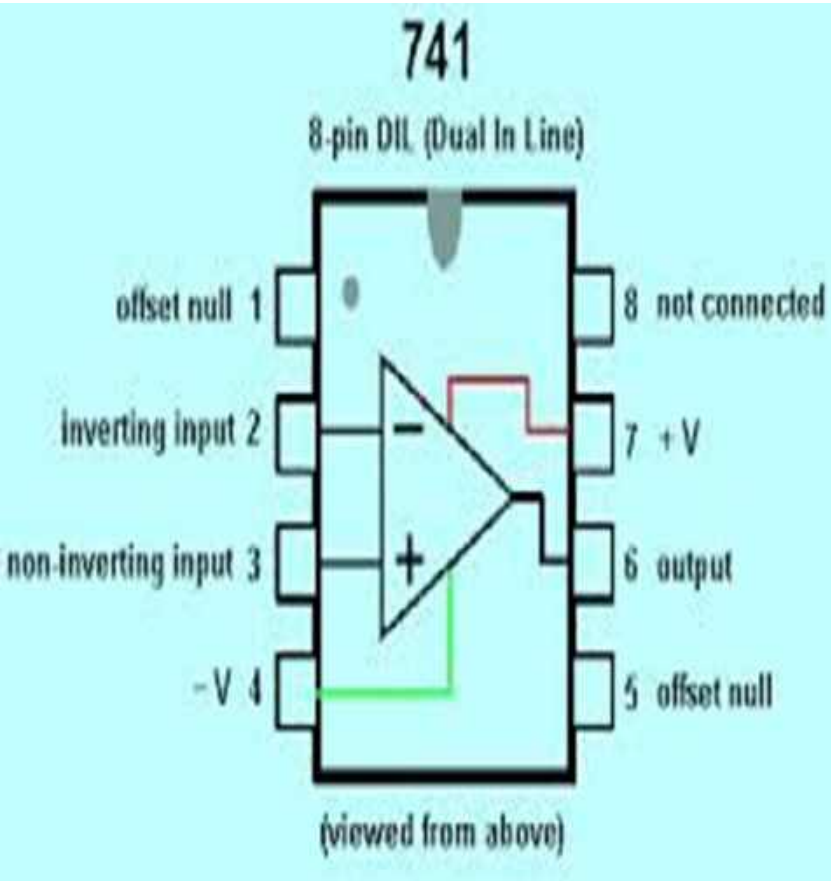 741
8-pin DIL (Dual In Line)
offset null 1
8 not connected
inverting input 2
7 + V
non-inverting input 3
6 output
- V 4
5 offset null
(viewed from above)
− +